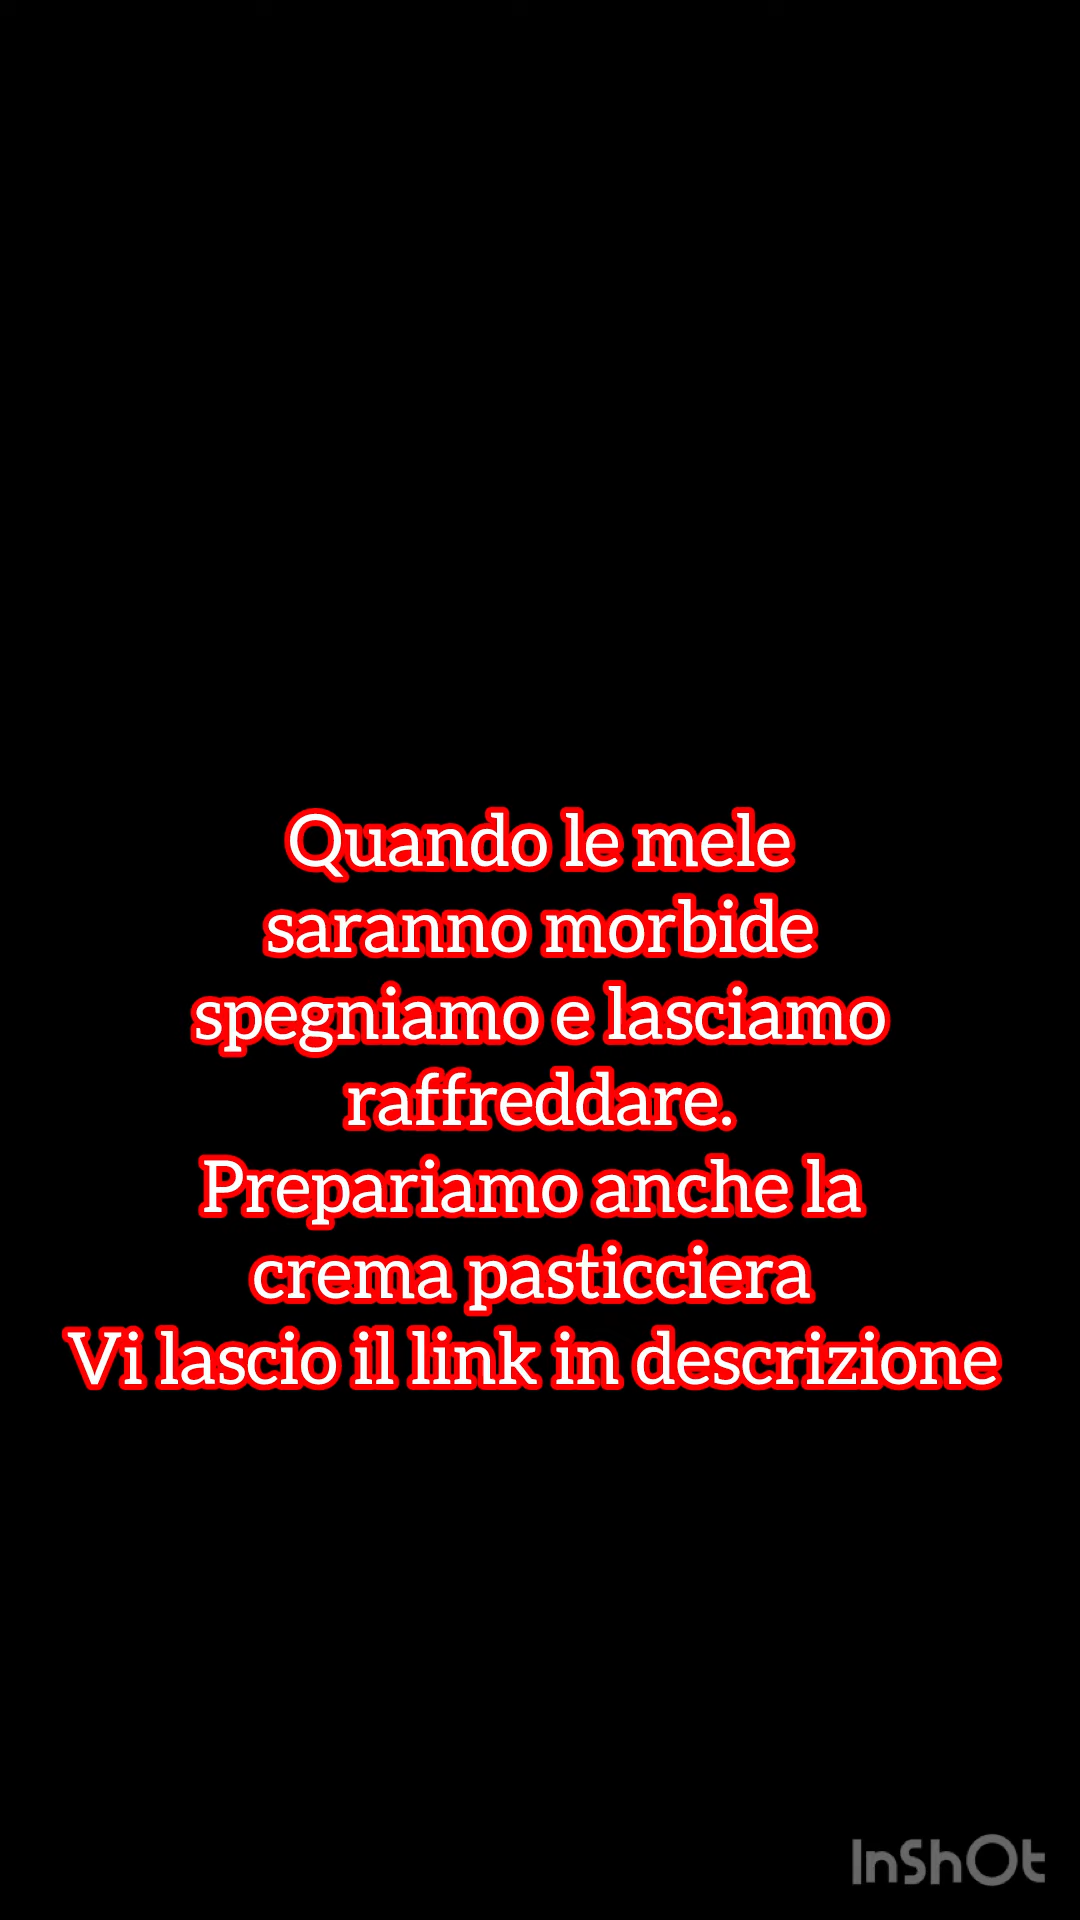 Quando le mele
saranno morbide
spegniamo e lasciamo
raffreddare.
Prepariamo anche la
crema pasticciera
Vi lascio il link in descrizione
InShOt